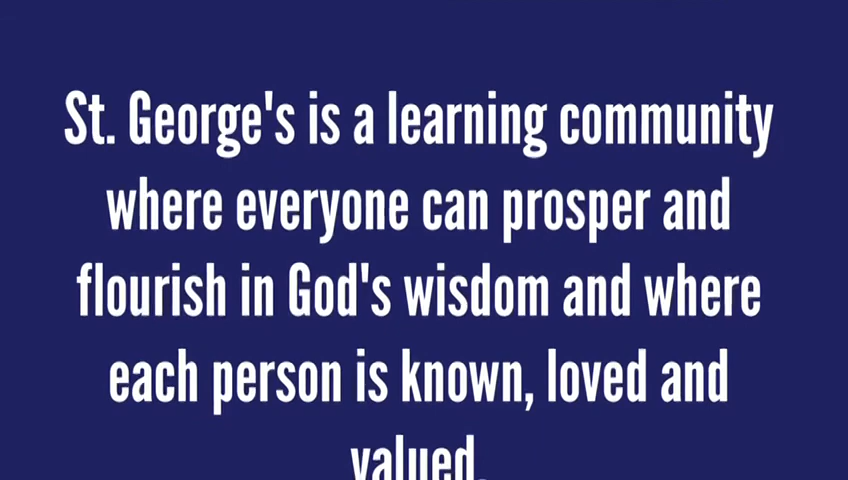 St. George's is a learning community
where everyone can prosper and
flourish in God's wisdom and where
each person is known, loved and
valued.